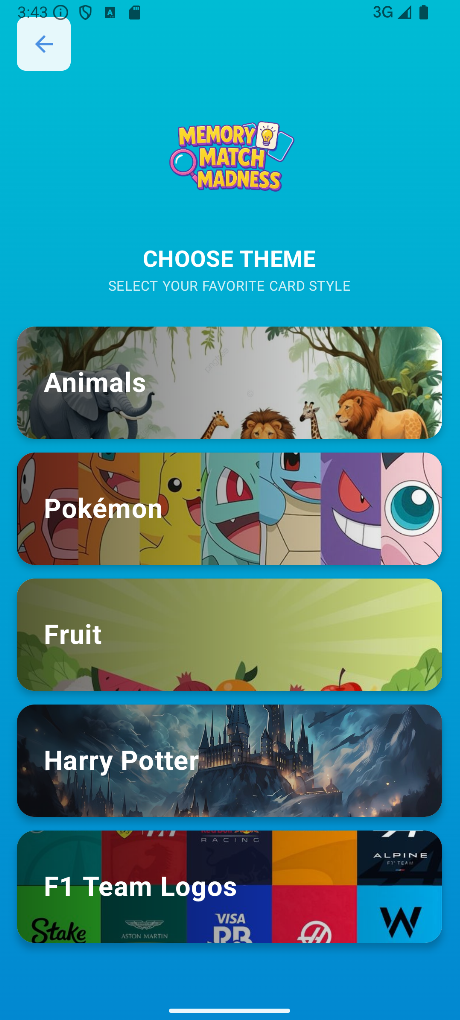 3:43
3G
MEMORY
MATCH
MADNESS
CHOOSE THEME
SELECT YOUR FAVORITE CARD STYLE
Animals
Pokémon
Fruit
Harry Potter
RACING
ALPINE
F1 TEAM
F1 Team Logos
Stake
ASTON MARTIN
VISA
RB
W